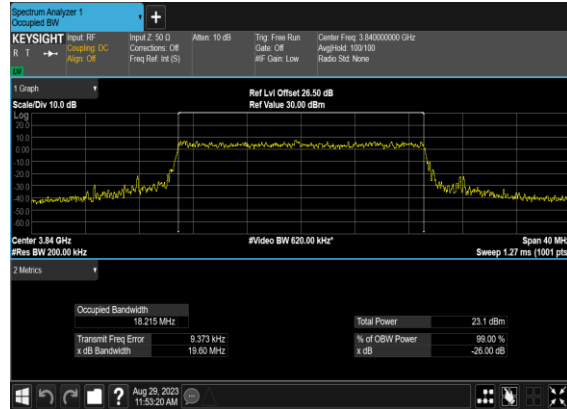 Spectrum Analyzer 1
Occupied BW
+
KEYSIGHT Input: RF Input Z: 50 Ω Atten: 10 dB Trig: Free Run Center Freq: 3.840000000 GHz
R T Coupling: DC Corrections: Off Gate: Off Avg|Hold: 100/100
Align: Off Freq Ref: Int (S) #IF Gain: Low Radio Std: None
1 Graph
Ref Lvl Offset 26.50 dB
Scale/Div 10.0 dB Ref Value 30.00 dBm
Log
20.0
10.0
0.00
-10.0
-20.0
-30.0
-40.0
-50.0
-60.0
Center 3.84 GHz #Video BW 620.00 kHz* Span 40 MHz
#Res BW 200.00 kHz Sweep 1.27 ms (1001 pts
2 Metrics
Occupied Bandwidth
18.215 MHz Total Power 23.1 dBm
Transmit Freq Error 9.373 kHz % of OBW Power 99.00 %
x dB Bandwidth 19.60 MHz x dB -26.00 dB
? Aug 29, 2023
11:53:20 AM